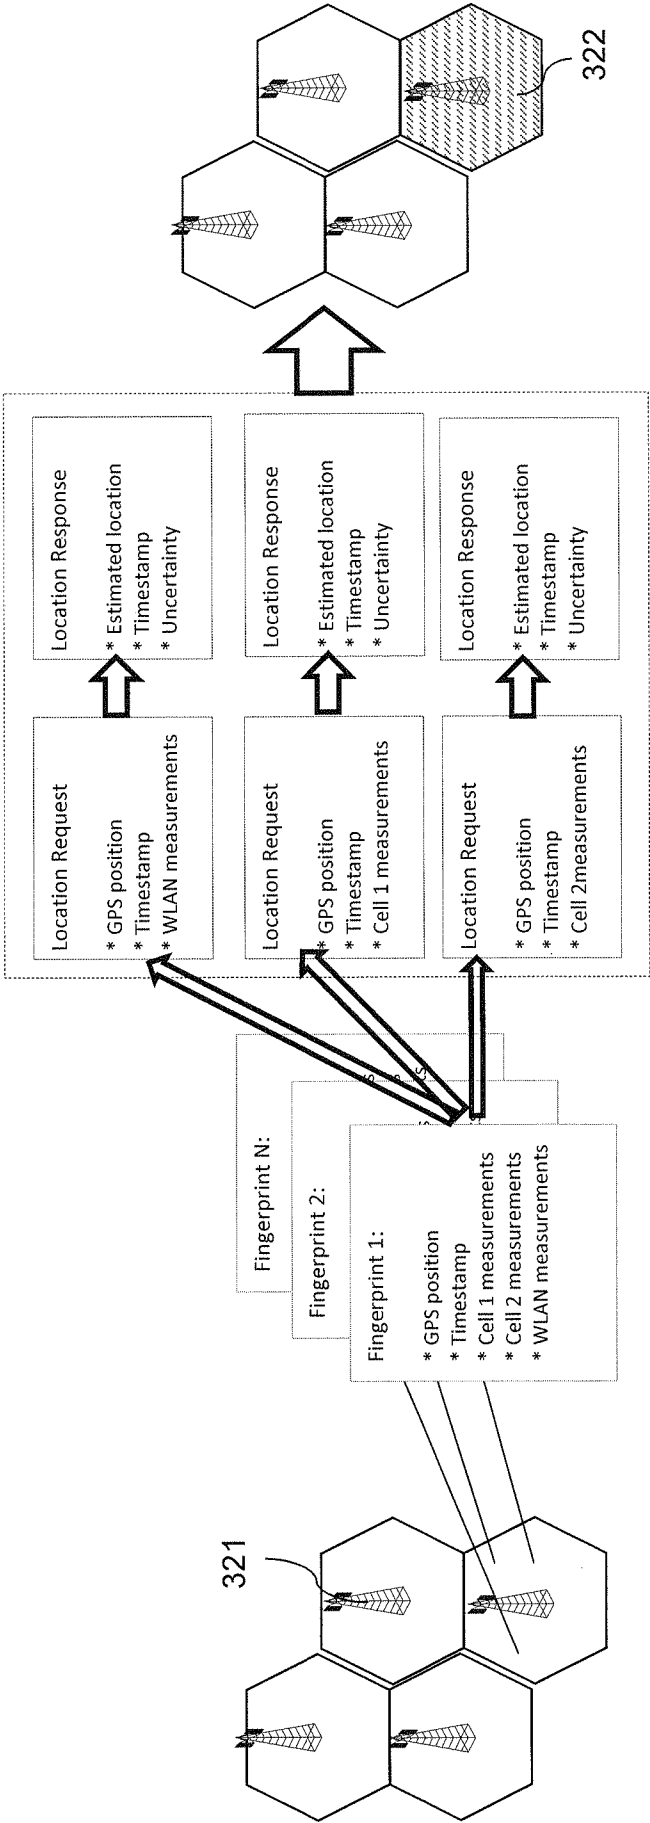 321
Fingerprint N:
Fingerprint 2:
Fingerprint 1:
* GPS position
* Timestamp
* Cell 1 measurements
* Cell 2 measurements
* WLAN measurements
Location Request
* GPS position
* Timestamp
* WLAN measurements
Location Response
* Estimated location
* Timestamp
* Uncertainty
Location Request
* GPS position
* Timestamp
* Cell 1 measurements
Location Response
* Estimated location
* Timestamp
* Uncertainty
Location Request
* GPS position
* Timestamp
* Cell 2measurements
Location Response
* Estimated location
* Timestamp
* Uncertainty
322